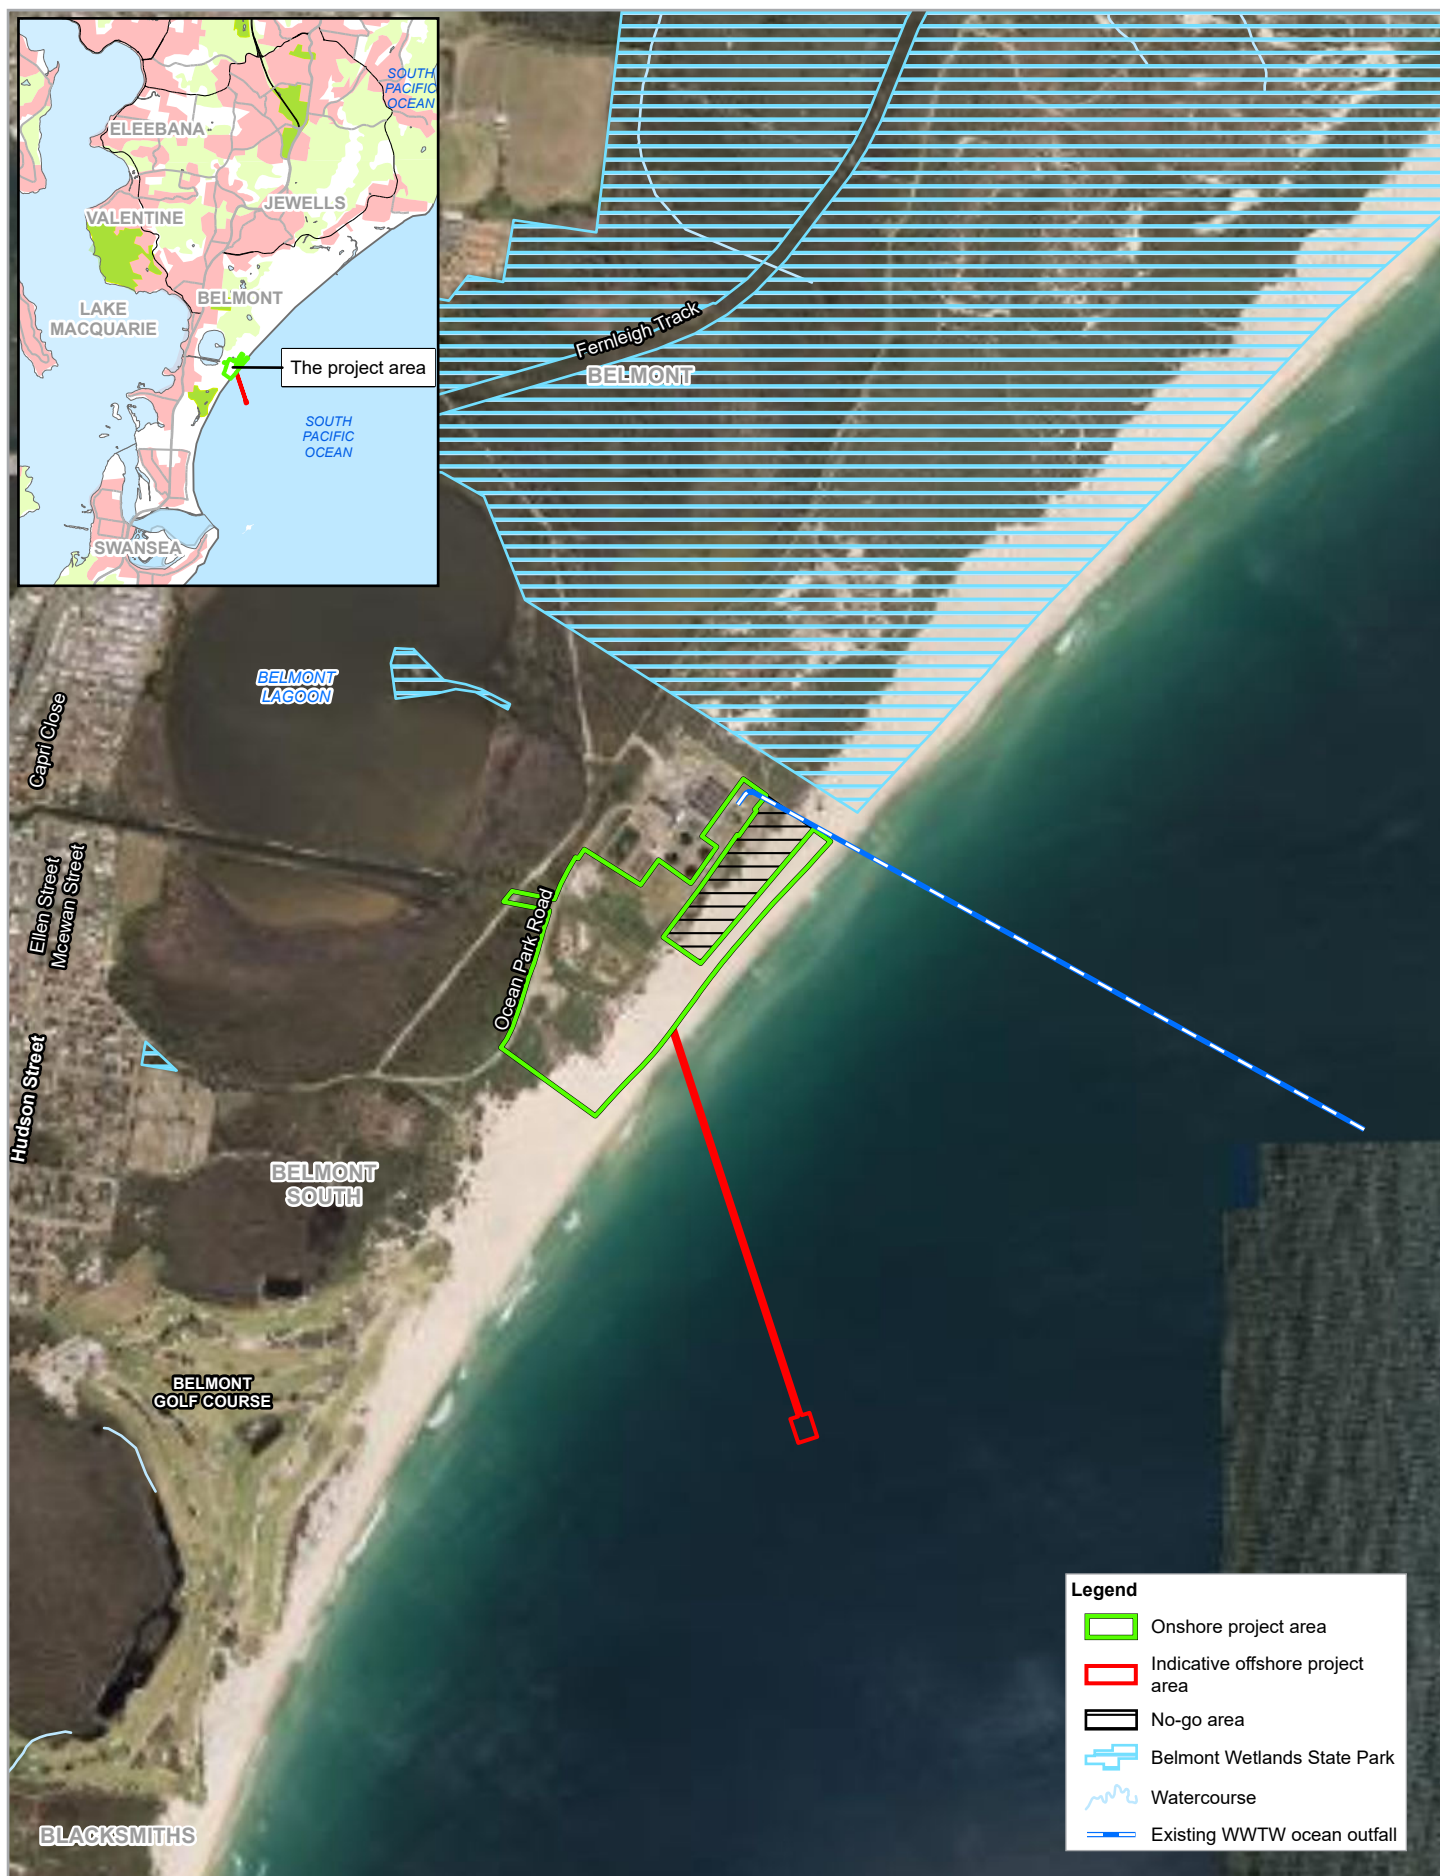 SOUTH
PACIFIC
OCEAN
ELEEBANA
JEWELLS
VALENTINE
BELMONT
LAKE
MACQUARIE
The project area
SOUTH
PACIFIC
OCEAN
SWANSEA
Fernleigh Track
BELMONT
BELMONT
LAGOON
Capri Close
Ellen Street
Mcewan Street
Ocean Park Road
Hudson Street
BELMONT
SOUTH
BELMONT
GOLF COURSE
BLACKSMITHS
Legend
Onshore project area
Indicative offshore project
area
No-go area
Belmont Wetlands State Park
Watercourse
Existing WWTW ocean outfall